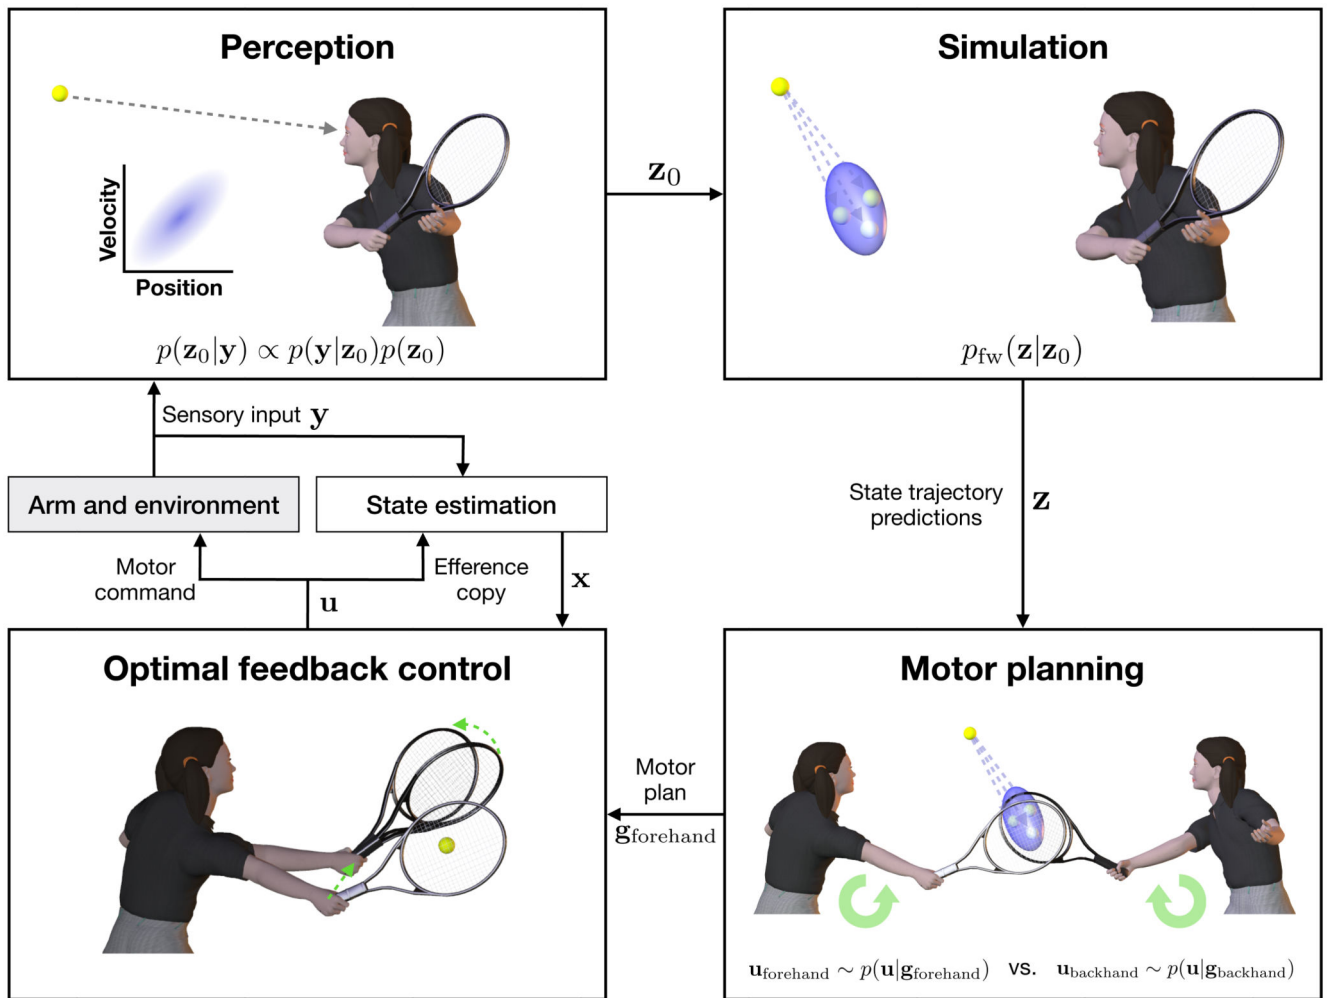 Perception
Velocity
Position
p(z₀|y) ∝ p(y|z₀)p(z₀)
z₀
Simulation
p_fw(z|z₀)
Sensory input y
Arm and environment
State estimation
Motor
command
u
Efference
copy
x
State trajectory
predictions
z
Optimal feedback control
Motor
plan
g_forehand
Motor planning
u_forehand ∼ p(u|g_forehand) vs. u_backhand ∼ p(u|g_backhand)